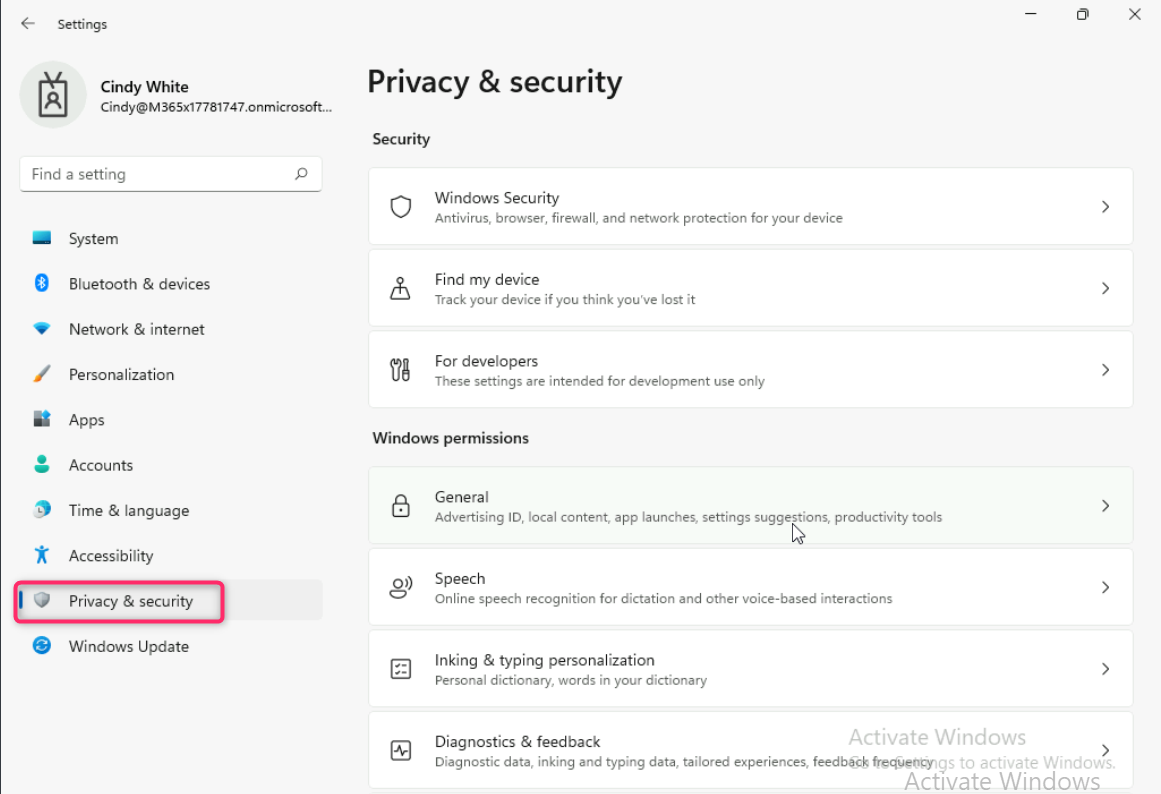 Settings
Cindy White
Cindy@M365x17781747.onmicrosoft...
Find a setting
System
Bluetooth & devices
Network & internet
Personalization
Apps
Accounts
Time & language
Accessibility
Privacy & security
Windows Update
Privacy & security
Security
Windows Security
Antivirus, browser, firewall, and network protection for your device
Find my device
Track your device if you think you've lost it
For developers
These settings are intended for development use only
Windows permissions
General
Advertising ID, local content, app launches, settings suggestions, productivity tools
Speech
Online speech recognition for dictation and other voice-based interactions
Inking & typing personalization
Personal dictionary, words in your dictionary
Diagnostics & feedback
Diagnostic data, inking and typing data, tailored experiences, feedback frequency
Activate Windows
Go to Settings to activate Windows.
Activate Windows